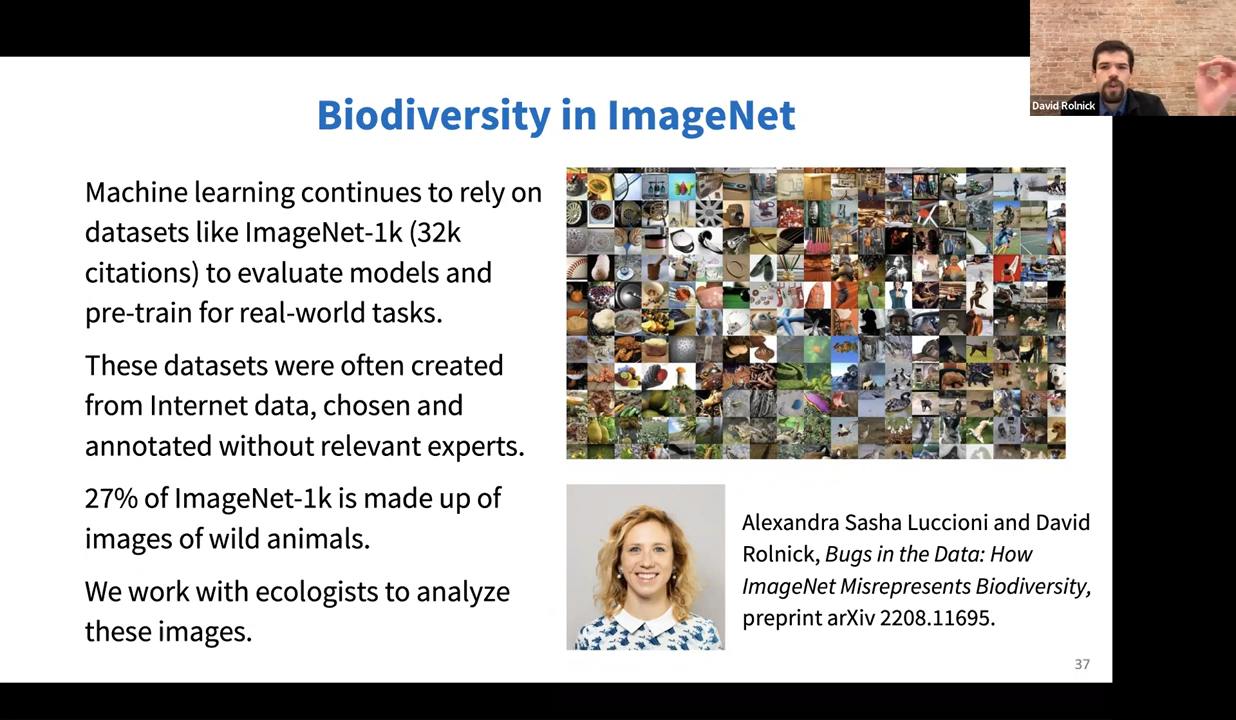 David Rolnick
Biodiversity in ImageNet
Machine learning continues to rely on
datasets like ImageNet-1k (32k
citations) to evaluate models and
pre-train for real-world tasks.
These datasets were often created
from Internet data, chosen and
annotated without relevant experts.
27% of ImageNet-1k is made up of
images of wild animals.
We work with ecologists to analyze
these images.
Alexandra Sasha Luccioni and David
Rolnick, Bugs in the Data: How
ImageNet Misrepresents Biodiversity,
preprint arXiv 2208.11695.
37